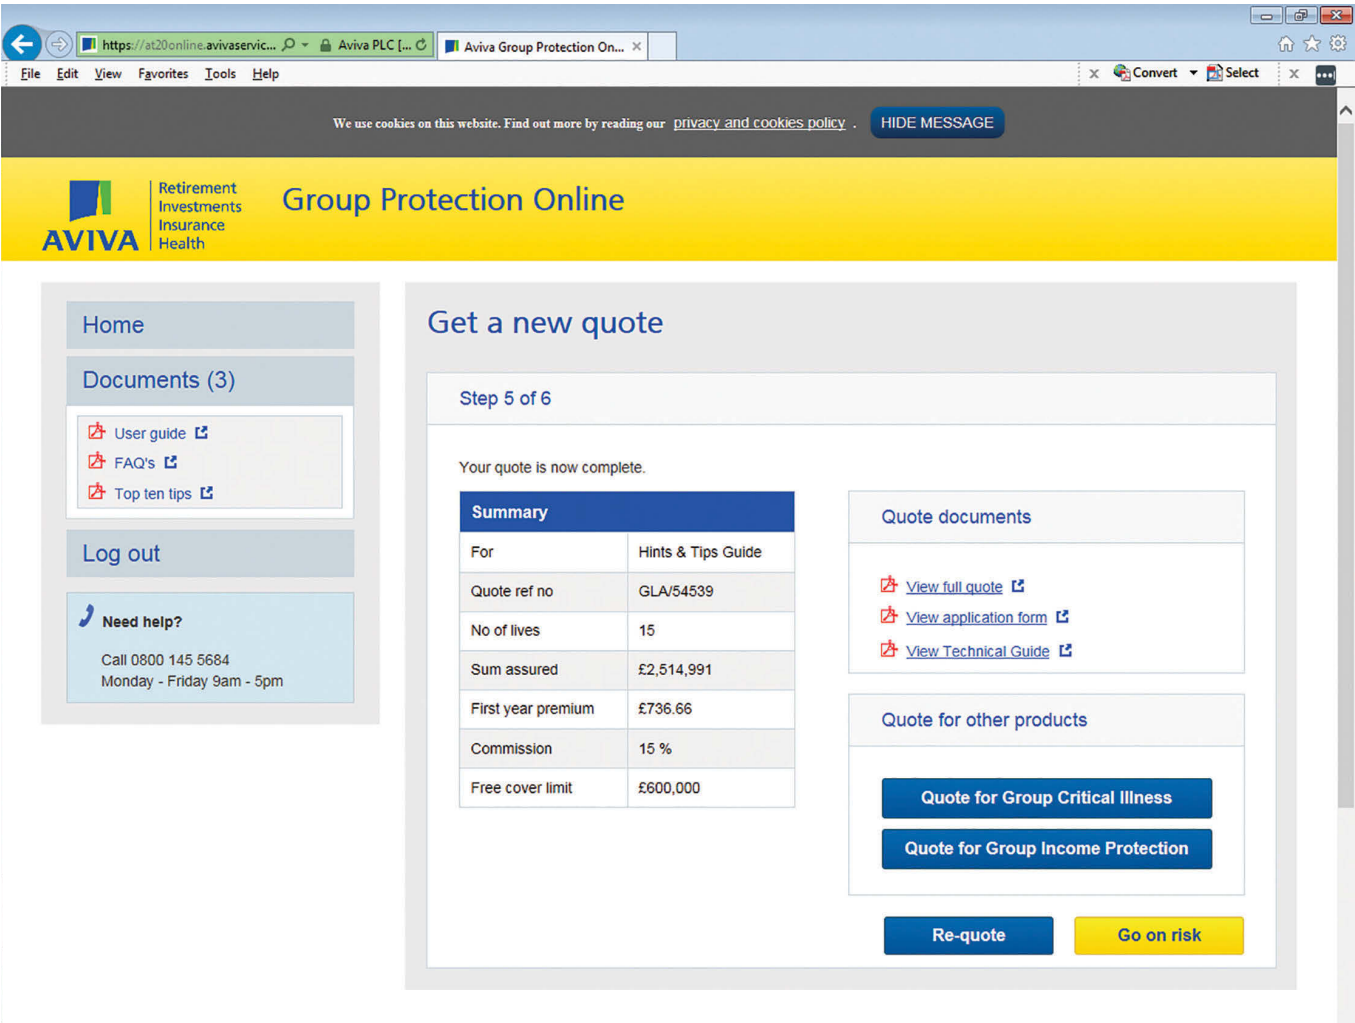 https://at20online.avivaservic...
Aviva PLC [...
Aviva Group Protection On...
File Edit View Favorites Tools Help
Convert
Select
We use cookies on this website. Find out more by reading our privacy and cookies policy .
HIDE MESSAGE
AVIVA
Retirement
Investments
Insurance
Health
Group Protection Online
Home
Documents (3)
User guide
FAQ's
Top ten tips
Log out
Need help?
Call 0800 145 5684
Monday - Friday 9am - 5pm
Get a new quote
Step 5 of 6
Your quote is now complete.
Summary
For Hints & Tips Guide
Quote ref no GLA/54539
No of lives 15
Sum assured £2,514,991
First year premium £736.66
Commission 15 %
Free cover limit £600,000
Quote documents
View full quote
View application form
View Technical Guide
Quote for other products
Quote for Group Critical Illness
Quote for Group Income Protection
Re-quote
Go on risk